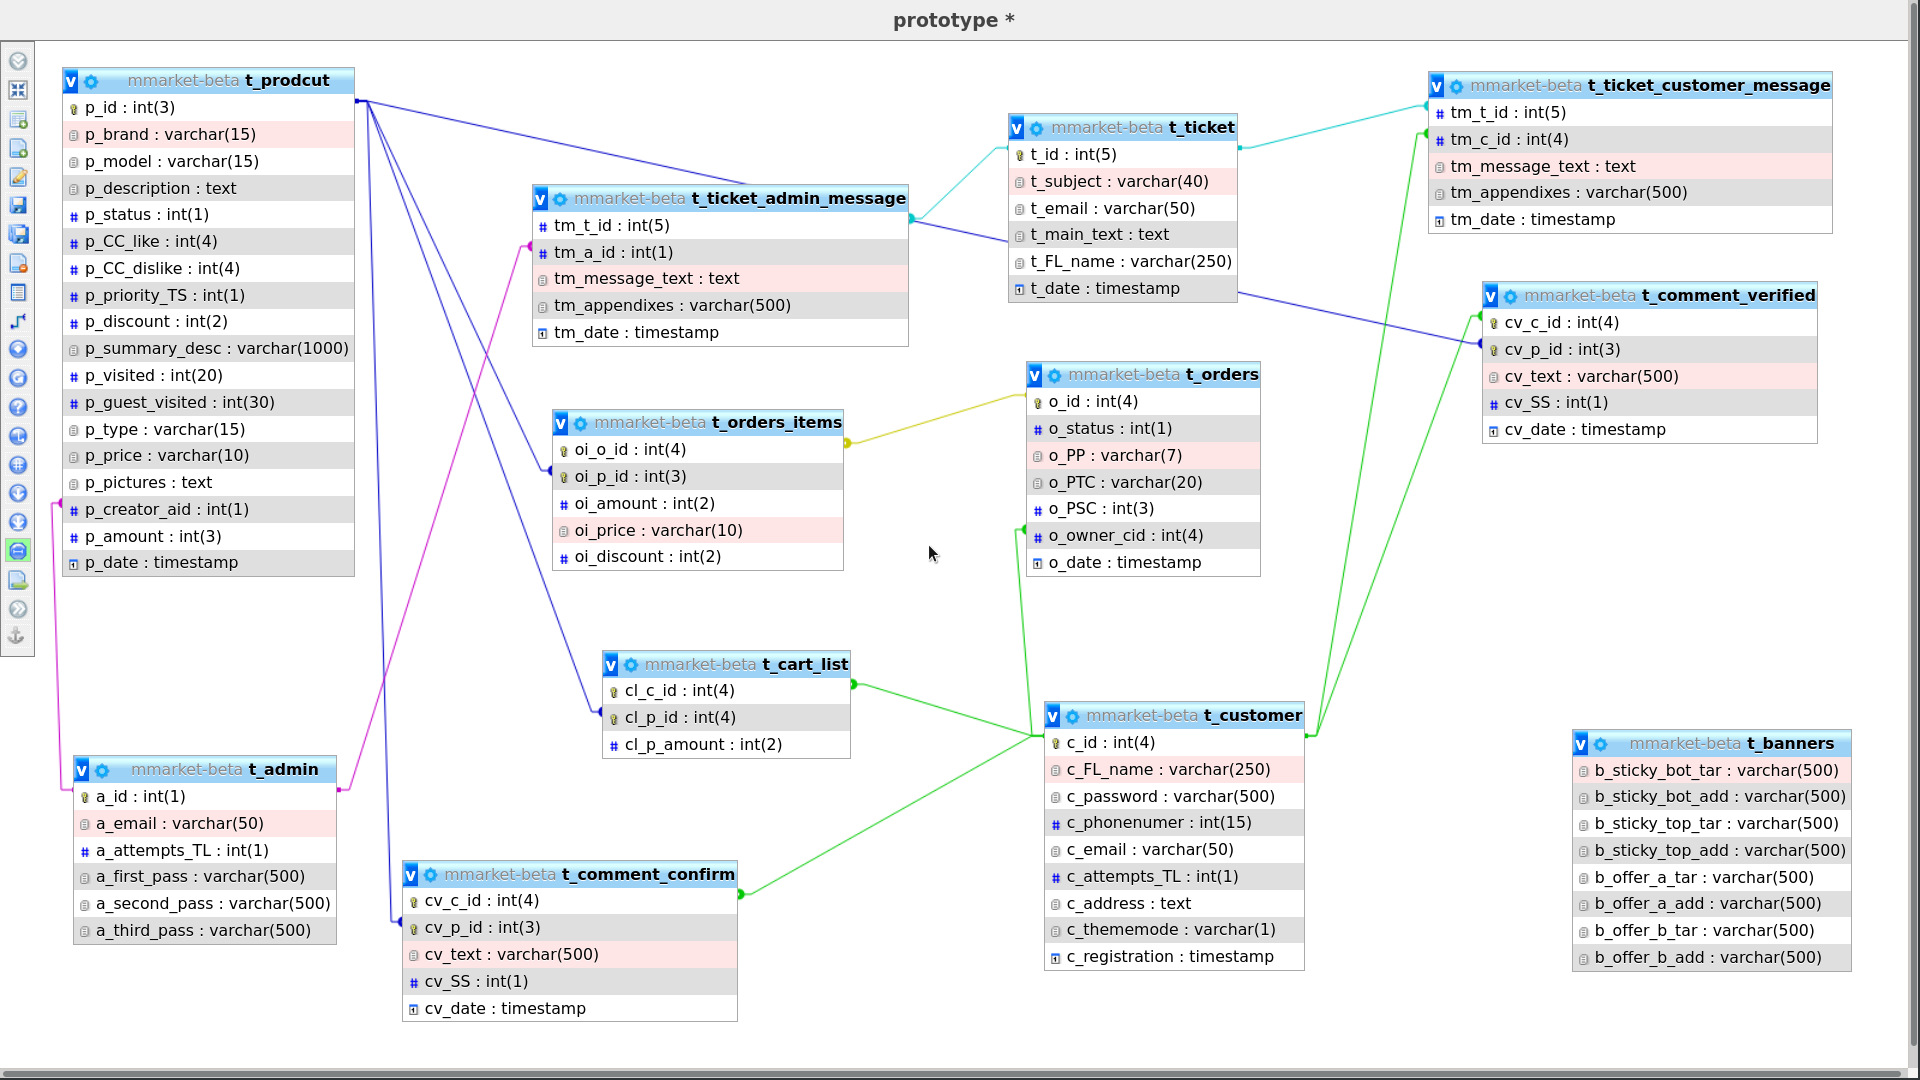 prototype *
v mmarket-beta t_prodcut
p_id : int(3)
p_brand : varchar(15)
p_model : varchar(15)
p_description : text
p_status : int(1)
p_CC_like : int(4)
p_CC_dislike : int(4)
p_priority_TS : int(1)
p_discount : int(2)
p_summary_desc : varchar(1000)
p_visited : int(20)
p_guest_visited : int(30)
p_type : varchar(15)
p_price : varchar(10)
p_pictures : text
p_creator_aid : int(1)
p_amount : int(3)
p_date : timestamp
v mmarket-beta t_ticket_admin_message
tm_t_id : int(5)
tm_a_id : int(1)
tm_message_text : text
tm_appendixes : varchar(500)
tm_date : timestamp
v mmarket-beta t_ticket
t_id : int(5)
t_subject : varchar(40)
t_email : varchar(50)
t_main_text : text
t_FL_name : varchar(250)
t_date : timestamp
v mmarket-beta t_ticket_customer_message
tm_t_id : int(5)
tm_c_id : int(4)
tm_message_text : text
tm_appendixes : varchar(500)
tm_date : timestamp
v mmarket-beta t_comment_verified
cv_c_id : int(4)
cv_p_id : int(3)
cv_text : varchar(500)
cv_SS : int(1)
cv_date : timestamp
v mmarket-beta t_orders_items
oi_o_id : int(4)
oi_p_id : int(3)
oi_amount : int(2)
oi_price : varchar(10)
oi_discount : int(2)
v mmarket-beta t_orders
o_id : int(4)
o_status : int(1)
o_PP : varchar(7)
o_PTC : varchar(20)
o_PSC : int(3)
o_owner_cid : int(4)
o_date : timestamp
v mmarket-beta t_cart_list
cl_c_id : int(4)
cl_p_id : int(4)
cl_p_amount : int(2)
v mmarket-beta t_admin
a_id : int(1)
a_email : varchar(50)
a_attempts_TL : int(1)
a_first_pass : varchar(500)
a_second_pass : varchar(500)
a_third_pass : varchar(500)
v mmarket-beta t_comment_confirm
cv_c_id : int(4)
cv_p_id : int(3)
cv_text : varchar(500)
cv_SS : int(1)
cv_date : timestamp
v mmarket-beta t_customer
c_id : int(4)
c_FL_name : varchar(250)
c_password : varchar(500)
c_phonenumer : int(15)
c_email : varchar(50)
c_attempts_TL : int(1)
c_address : text
c_thememode : varchar(1)
c_registration : timestamp
v mmarket-beta t_banners
b_sticky_bot_tar : varchar(500)
b_sticky_bot_add : varchar(500)
b_sticky_top_tar : varchar(500)
b_sticky_top_add : varchar(500)
b_offer_a_tar : varchar(500)
b_offer_a_add : varchar(500)
b_offer_b_tar : varchar(500)
b_offer_b_add : varchar(500)